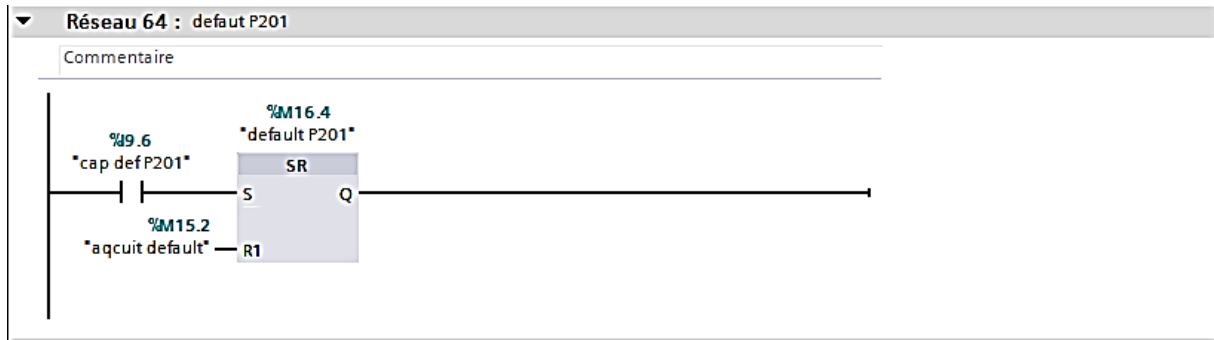 Réseau 64 : defaut P201
Commentaire
%M16.4
"default P201"
%I9.6
"cap def P201"
SR
S Q
%M15.2
"aqcuit default"
R1